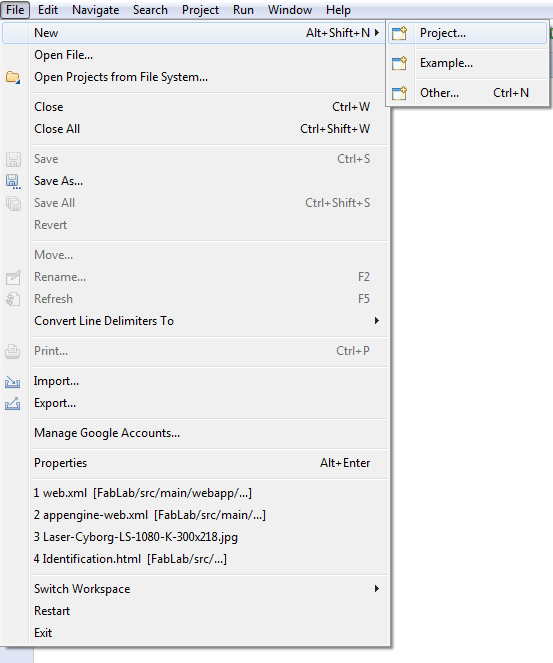 File Edit Navigate Search Project Run Window Help
New Alt+Shift+N
Project...
Open File...
Example...
Open Projects from File System...
Other... Ctrl+N
Close Ctrl+W
Close All Ctrl+Shift+W
Save Ctrl+S
Save As...
Save All Ctrl+Shift+S
Revert
Move...
Rename... F2
Refresh F5
Convert Line Delimiters To
Print... Ctrl+P
Import...
Export...
Manage Google Accounts...
Properties Alt+Enter
1 web.xml [FabLab/src/main/webapp/...]
2 appengine-web.xml [FabLab/src/main/...]
3 Laser-Cyborg-LS-1080-K-300x218.jpg
4 Identification.html [FabLab/src/...]
Switch Workspace
Restart
Exit